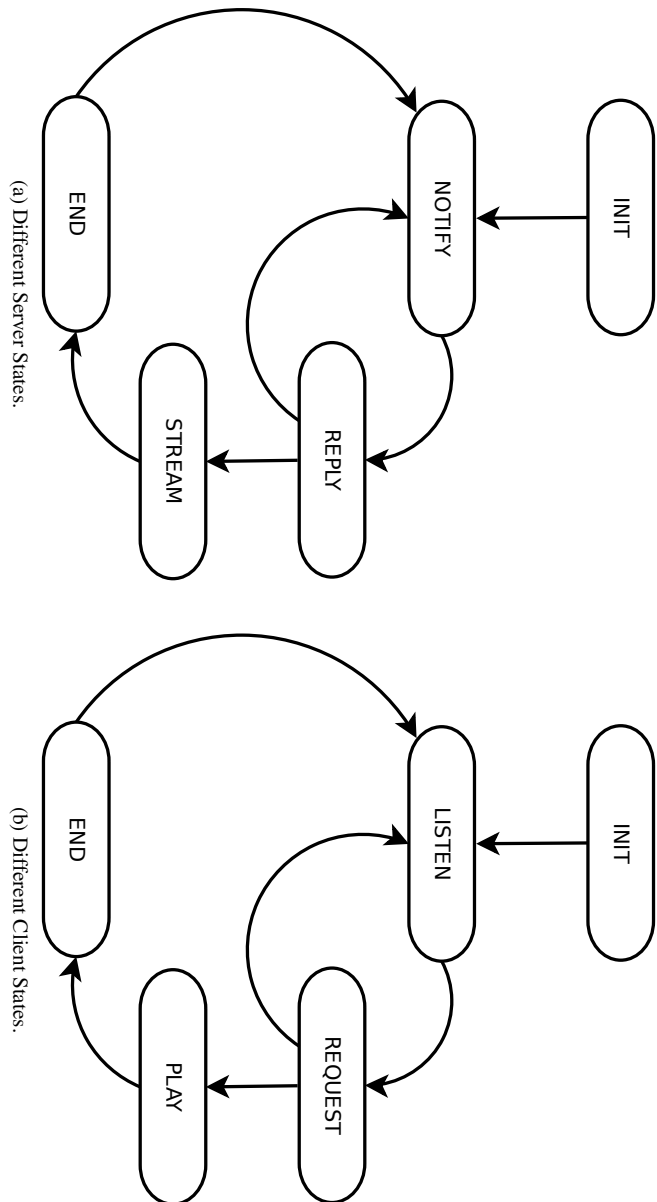 INIT
NOTIFY
REPLY
STREAM
END
(a) Different Server States.
INIT
LISTEN
REQUEST
PLAY
END
(b) Different Client States.